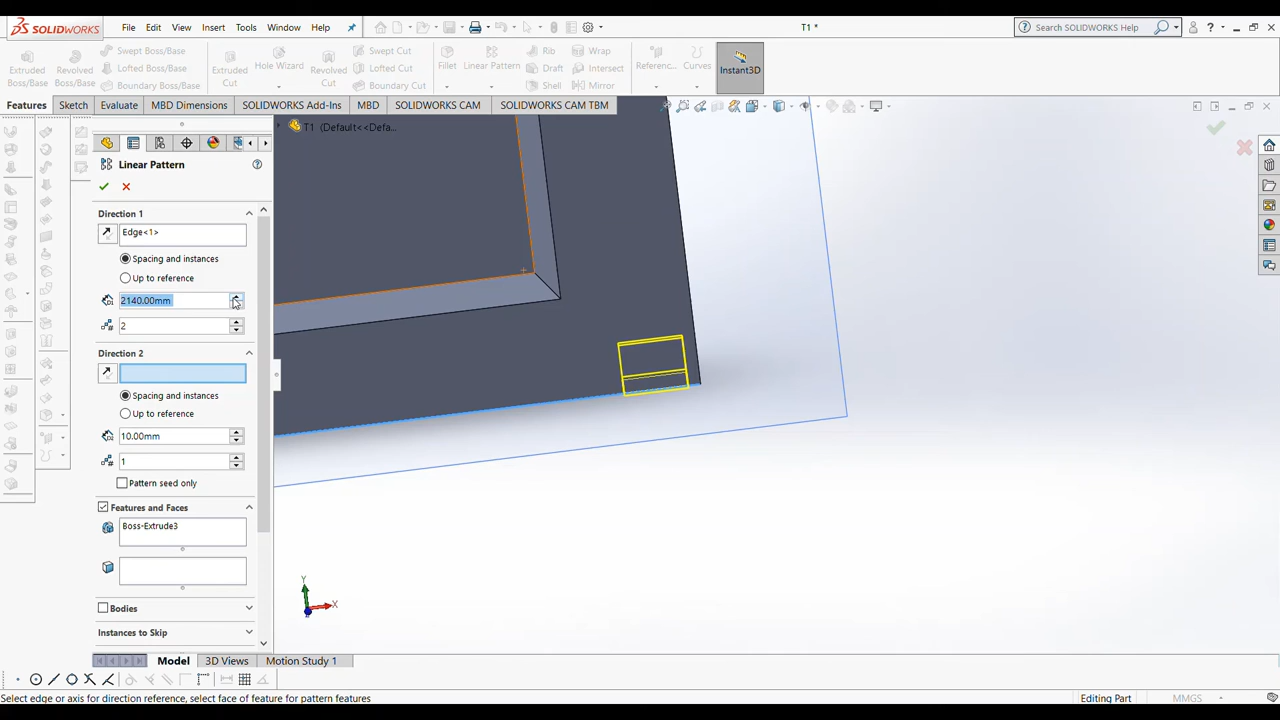 SOLIDWORKS
File Edit View Insert Tools Window Help
T1 *
Search SOLIDWORKS Help
Extruded Boss/Base
Revolved Boss/Base
Swept Boss/Base
Lofted Boss/Base
Boundary Boss/Base
Extruded Cut
Hole Wizard
Revolved Cut
Swept Cut
Lofted Cut
Boundary Cut
Fillet
Linear Pattern
Rib
Draft
Shell
Wrap
Intersect
Mirror
Referenc...
Curves
Instant3D
Features Sketch Evaluate MBD Dimensions SOLIDWORKS Add-Ins MBD SOLIDWORKS CAM SOLIDWORKS CAM TBM
T1 (Default<<Defa...
Linear Pattern
Direction 1
Edge<1>
Spacing and instances
Up to reference
2140.00mm
2
Direction 2
Spacing and instances
Up to reference
10.00mm
1
Pattern seed only
Features and Faces
Boss-Extrude3
Bodies
Instances to Skip
Y
X
Model 3D Views Motion Study 1
Select edge or axis for direction reference, select face of feature for pattern features
Editing Part
MMGS